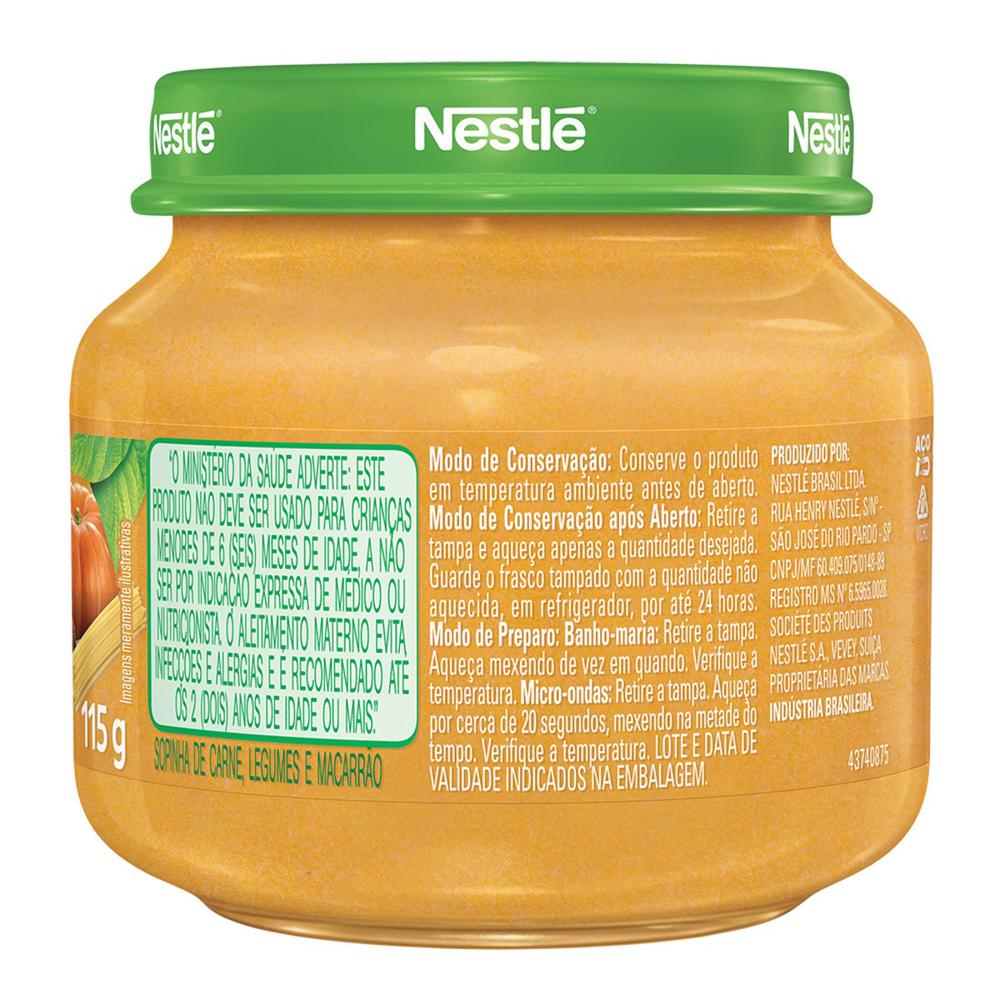 Nestlé®
Nestlé®
Nestlé
"O MINISTÉRIO DA SAÚDE ADVERTE: ESTE
PRODUTO NÃO DEVE SER USADO PARA CRIANÇAS
MENORES DE 6 (SEIS) MESES DE IDADE, A NÃO
SER POR INDICAÇÃO EXPRESSA DE MÉDICO OU
NUTRICIONISTA. O ALEITAMENTO MATERNO EVITA
INFECÇÕES E ALERGIAS E É RECOMENDADO ATÉ
OS 2 (DOIS) ANOS DE IDADE OU MAIS."
SOPINHA DE CARNE, LEGUMES E MACARRÃO
Imagens meramente ilustrativas
115 g
Modo de Conservação: Conserve o produto
em temperatura ambiente antes de aberto.
Modo de Conservação após Aberto: Retire a
tampa e aqueça apenas a quantidade desejada.
Guarde o frasco tampado com a quantidade não
aquecida, em refrigerador, por até 24 horas.
Modo de Preparo: Banho-maria: Retire a tampa.
Aqueça mexendo de vez em quando. Verifique a
temperatura. Micro-ondas: Retire a tampa. Aqueça
por cerca de 20 segundos, mexendo na metade do
tempo. Verifique a temperatura. LOTE E DATA DE
VALIDADE INDICADOS NA EMBALAGEM.
PRODUZIDO POR:
NESTLÉ BRASIL LTDA.
RUA HENRY NESTLÉ, S/Nº -
SÃO JOSÉ DO RIO PARDO - SP
CNPJ/MF 60.409.075/0148-89
REGISTRO MS Nº 6.5965.0028.
SOCIÉTÉ DES PRODUITS
NESTLÉ S.A., VEVEY, SUÍÇA
PROPRIETÁRIA DAS MARCAS.
INDÚSTRIA BRASILEIRA.
43740875
AÇO